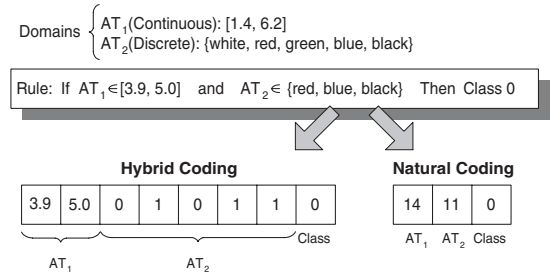 Domains
AT1(Continuous): [1.4, 6.2]
AT2(Discrete): {white, red, green, blue, black}
Rule: If AT1∈[3.9, 5.0] and AT2∈ {red, blue, black} Then Class 0
Hybrid Coding
Natural Coding
3.9 5.0 0 1 0 1 1 0
14 11 0
AT1 AT2 Class
AT1 AT2 Class